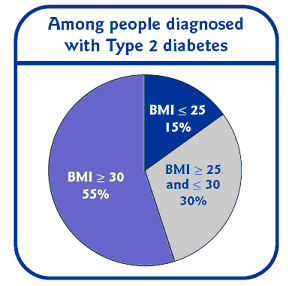 Among people diagnosed
with Type 2 diabetes
BMI ≤ 25
15%
BMI ≥ 30
55%
BMI ≥ 25
and ≤ 30
30%